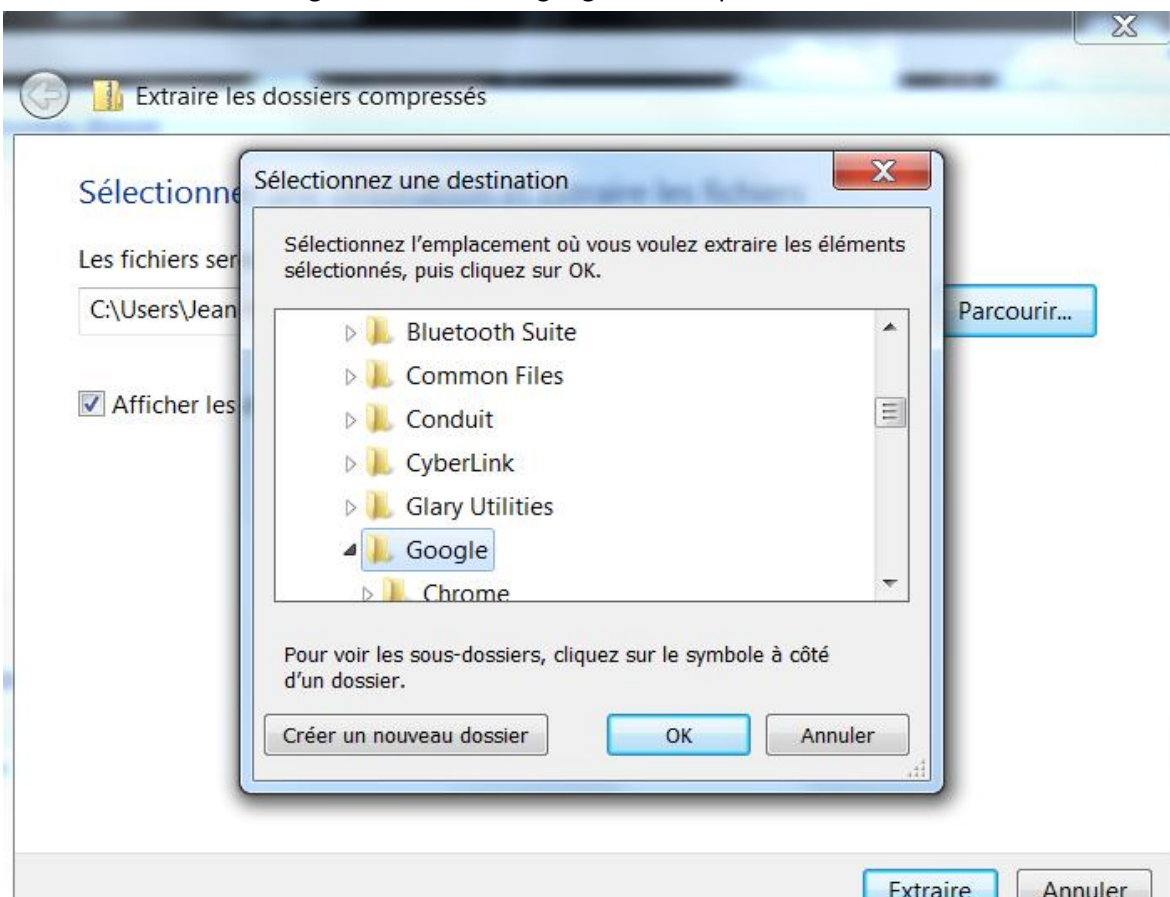 Extraire les dossiers compressés
Sélectionne
Les fichiers ser
C:\Users\Jean
Parcourir...
Afficher les
Sélectionnez une destination
Sélectionnez l'emplacement où vous voulez extraire les éléments
sélectionnés, puis cliquez sur OK.
Bluetooth Suite
Common Files
Conduit
CyberLink
Glary Utilities
Google
Chrome
Pour voir les sous-dossiers, cliquez sur le symbole à côté
d'un dossier.
Créer un nouveau dossier
OK
Annuler
Extraire
Annuler